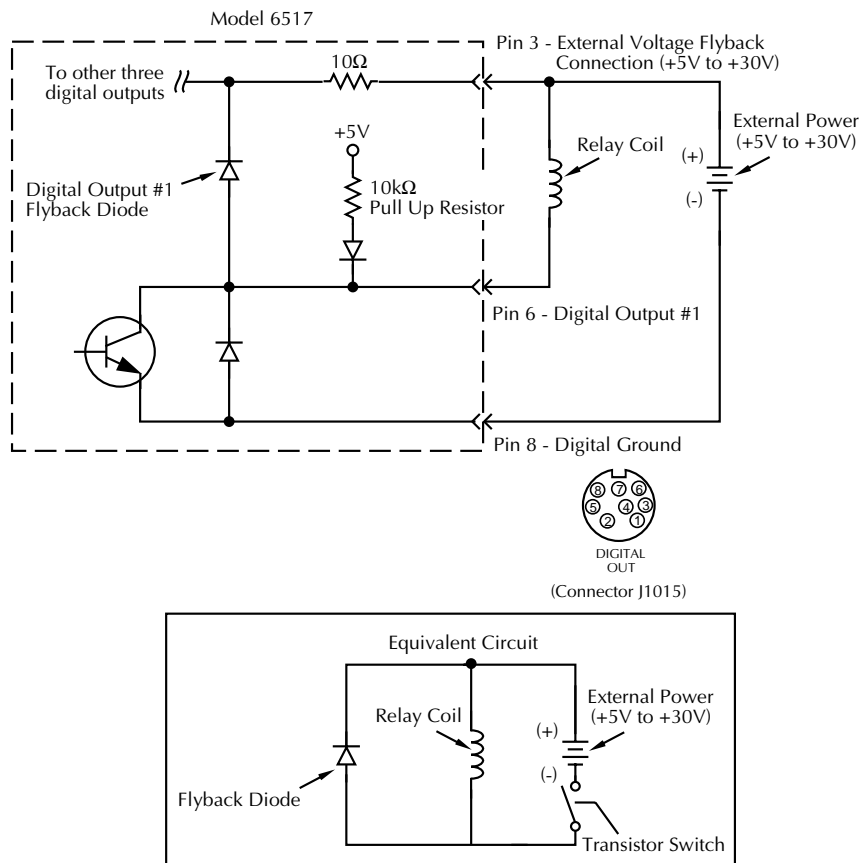 Model 6517
Pin 3 - External Voltage Flyback
Connection (+5V to +30V)
To other three
digital outputs
10Ω
+5V
External Power
(+5V to +30V)
Relay Coil
(+)
(-)
Digital Output #1
Flyback Diode
10kΩ
Pull Up Resistor
Pin 6 - Digital Output #1
Pin 8 - Digital Ground
8 7 6
5 4 3
2 1
DIGITAL
OUT
(Connector J1015)
Equivalent Circuit
Relay Coil
External Power
(+5V to +30V)
(+)
(-)
Flyback Diode
Transistor Switch